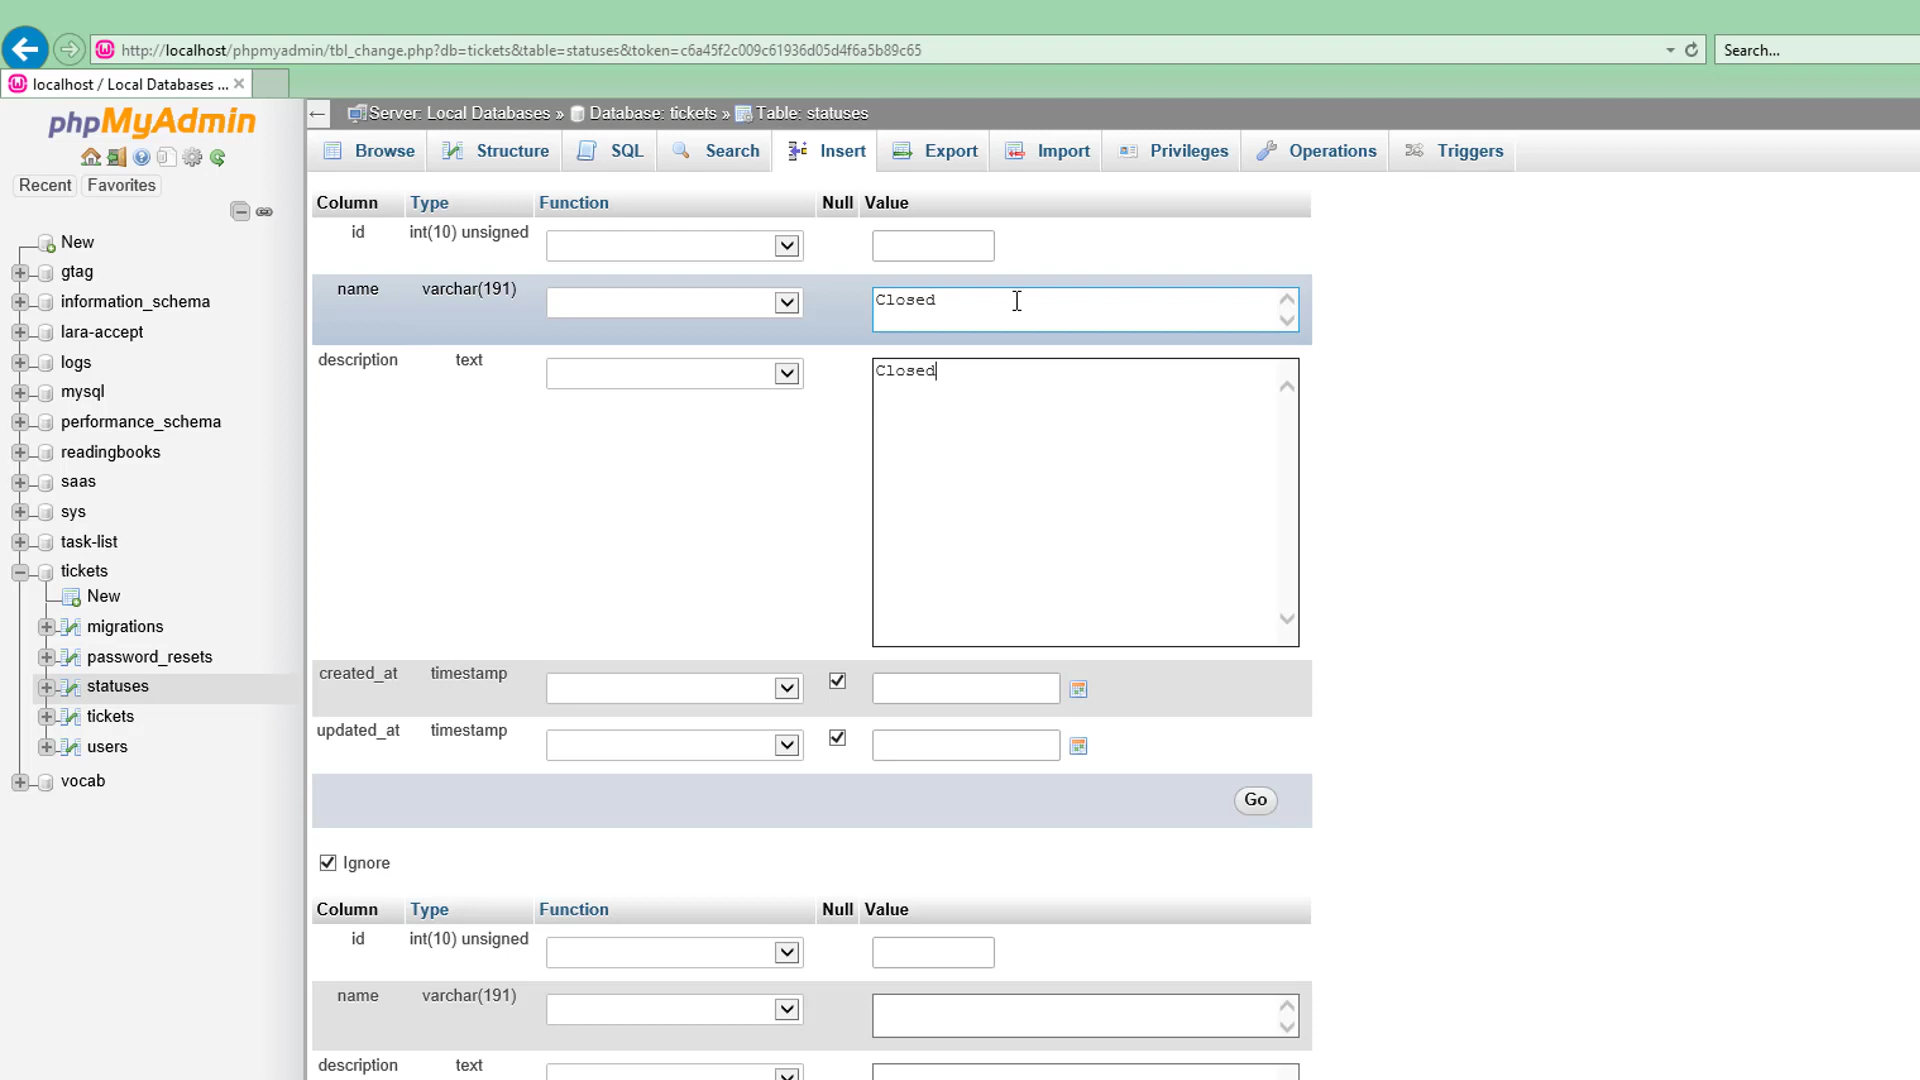 http://localhost/phpmyadmin/tbl_change.php?db=tickets&table=statuses&token=c6a45f2c009c61936d05d4f6a5b89c65
Search...
localhost / Local Databases ...
phpMyAdmin
Recent
Favorites
New
gtag
information_schema
lara-accept
logs
mysql
performance_schema
readingbooks
saas
sys
task-list
tickets
New
migrations
password_resets
statuses
tickets
users
vocab
Server: Local Databases » Database: tickets » Table: statuses
Browse Structure SQL Search Insert Export Import Privileges Operations Triggers
Column Type Function Null Value
id int(10) unsigned
name varchar(191) Closed
description text Closed
created_at timestamp
updated_at timestamp
Go
Ignore
Column Type Function Null Value
id int(10) unsigned
name varchar(191)
description text